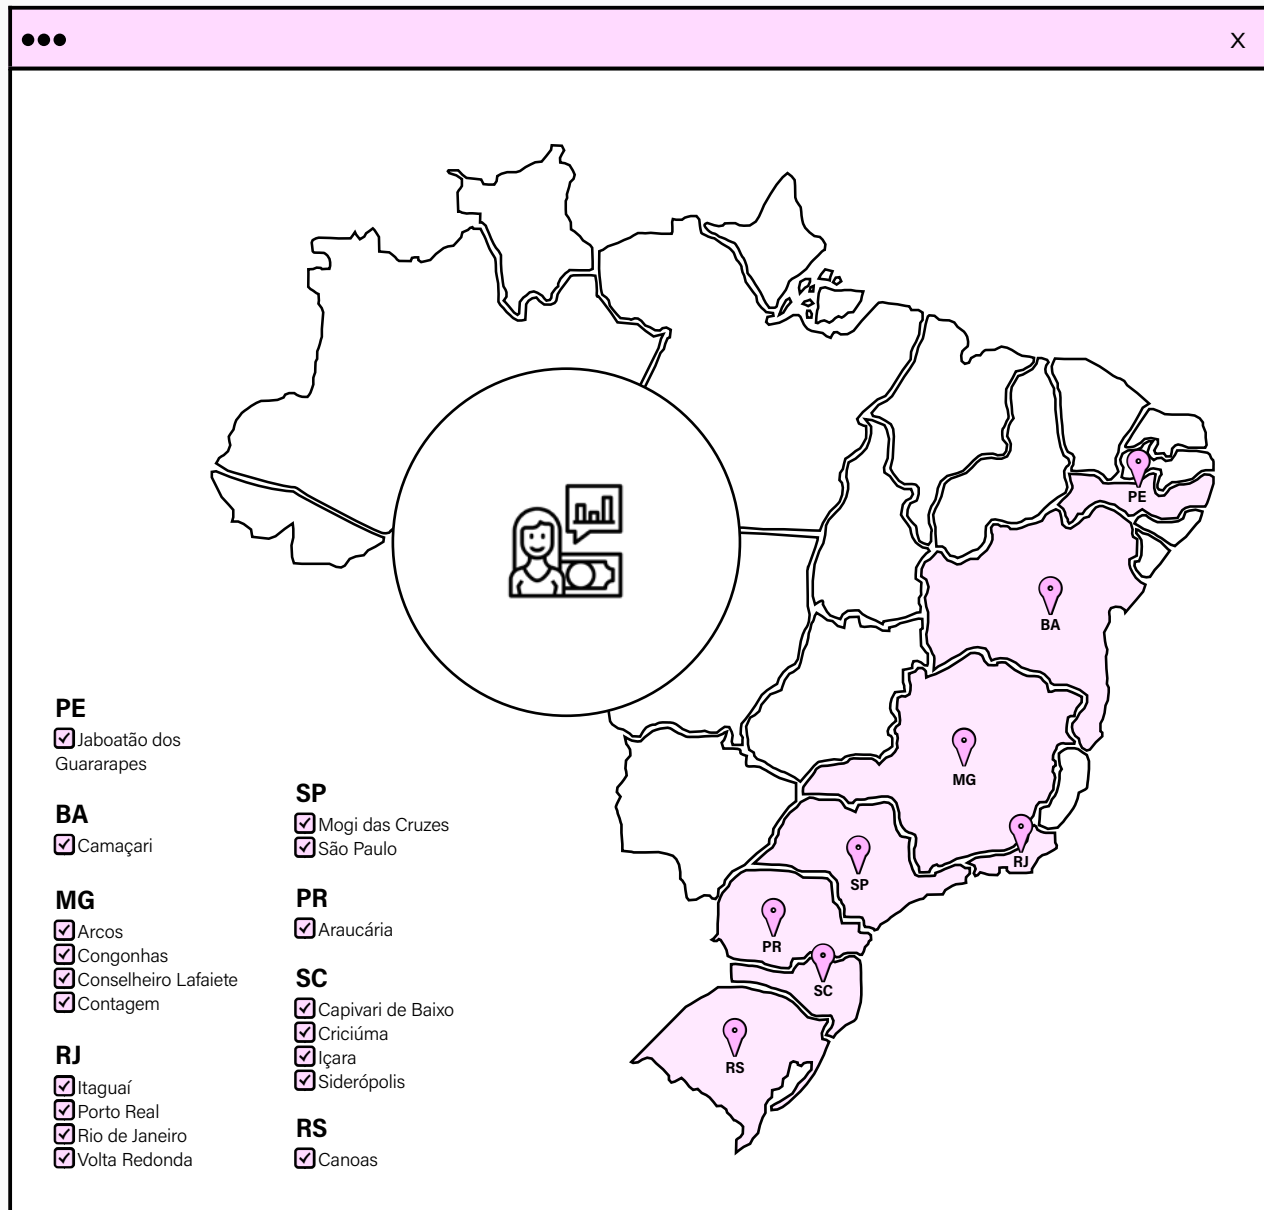 X
PE
Jaboatão dos
Guararapes
BA
Camaçari
MG
Arcos
Congonhas
Conselheiro Lafaiete
Contagem
RJ
Itaguaí
Porto Real
Rio de Janeiro
Volta Redonda
SP
Mogi das Cruzes
São Paulo
PR
Araucária
SC
Capivari de Baixo
Criciúma
Içara
Siderópolis
RS
Canoas
PE
BA
MG
RJ
SP
PR
SC
RS